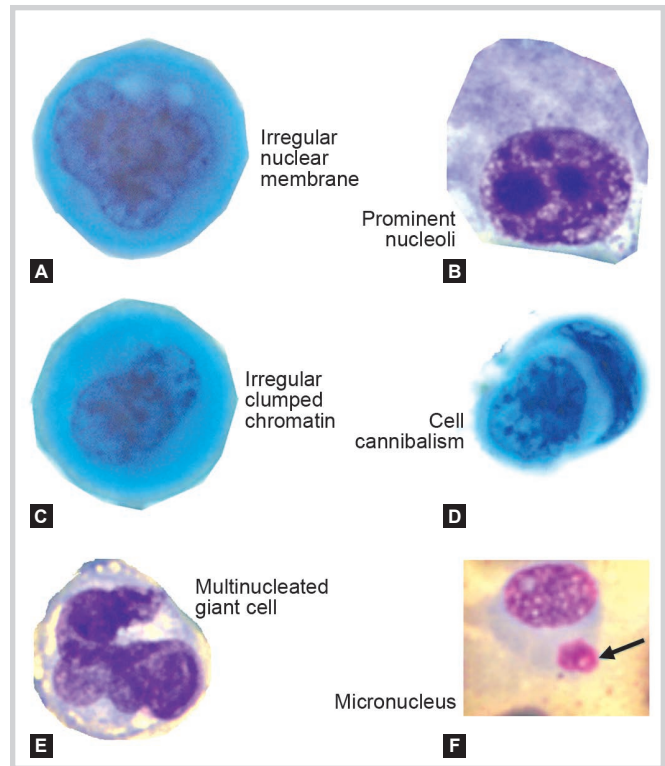 Irregular
nuclear
membrane
A
Prominent
nucleoli
B
Irregular
clumped
chromatin
C
Cell
cannibalism
D
Multinucleated
giant cell
E
Micronucleus
F